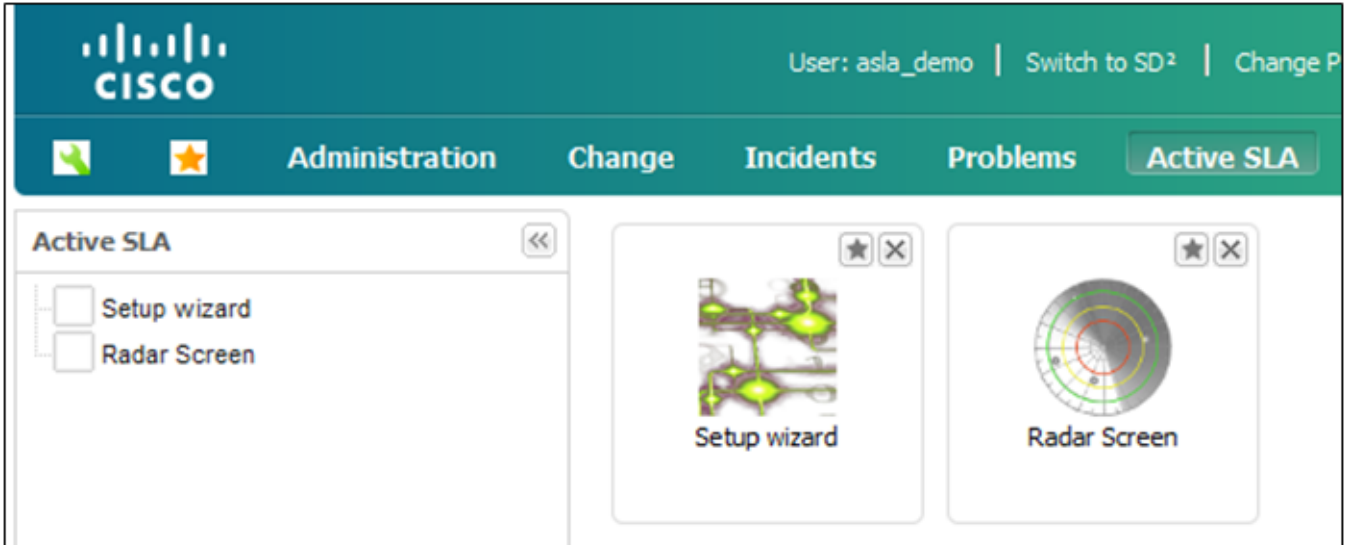 CISCO
User: asla_demo | Switch to SD² | Change P
Administration Change Incidents Problems Active SLA
Active SLA
Setup wizard
Radar Screen
Setup wizard
Radar Screen